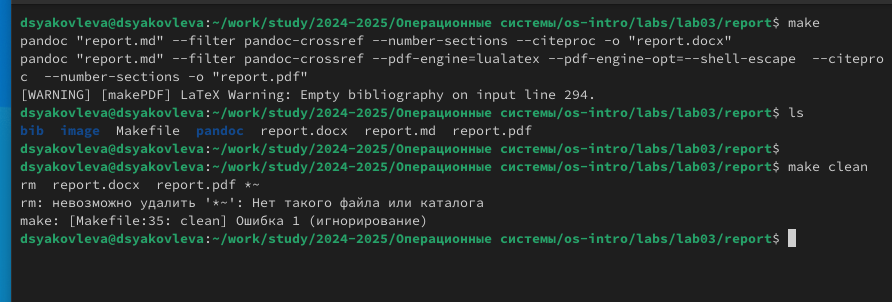 dsyakovleva@dsyakovleva:~/work/study/2024-2025/Операционные системы/os-intro/labs/lab03/report$ make
pandoc "report.md" --filter pandoc-crossref --number-sections --citeproc -o "report.docx"
pandoc "report.md" --filter pandoc-crossref --pdf-engine=lualatex --pdf-engine-opt=--shell-escape  --citepro
c  --number-sections -o "report.pdf"
[WARNING] [makePDF] LaTeX Warning: Empty bibliography on input line 294.
dsyakovleva@dsyakovleva:~/work/study/2024-2025/Операционные системы/os-intro/labs/lab03/report$ ls
bib  image  Makefile  pandoc  report.docx  report.md  report.pdf
dsyakovleva@dsyakovleva:~/work/study/2024-2025/Операционные системы/os-intro/labs/lab03/report$
dsyakovleva@dsyakovleva:~/work/study/2024-2025/Операционные системы/os-intro/labs/lab03/report$ make clean
rm  report.docx  report.pdf *~
rm: невозможно удалить '*~': Нет такого файла или каталога
make: [Makefile:35: clean] Ошибка 1 (игнорирование)
dsyakovleva@dsyakovleva:~/work/study/2024-2025/Операционные системы/os-intro/labs/lab03/report$